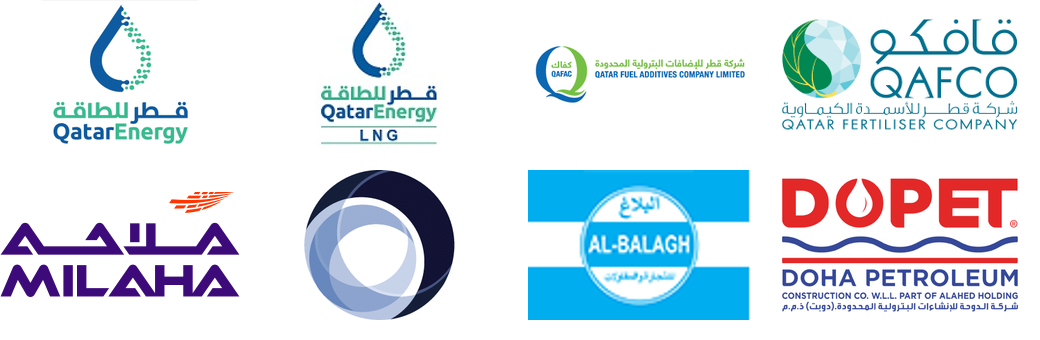 قطر للطاقة
QatarEnergy
قطر للطاقة
QatarEnergy
LNG
كفاك
QAFAC
شركة قطر للإضافات البترولية المحدودة
QATAR FUEL ADDITIVES COMPANY LIMITED
قافكو
QAFCO
شركة قطر للأسمدة الكيماوية
QATAR FERTILISER COMPANY
ملاحة
MILAHA
البلاغ
AL-BALAGH
للتجارة والمقاولات
DOPET®
DOHA PETROLEUM
CONSTRUCTION CO. W.L.L. PART OF ALAHED HOLDING
شركة الدوحة للإنشاءات البترولية المحدودة.(دوبت) ذ.م.م